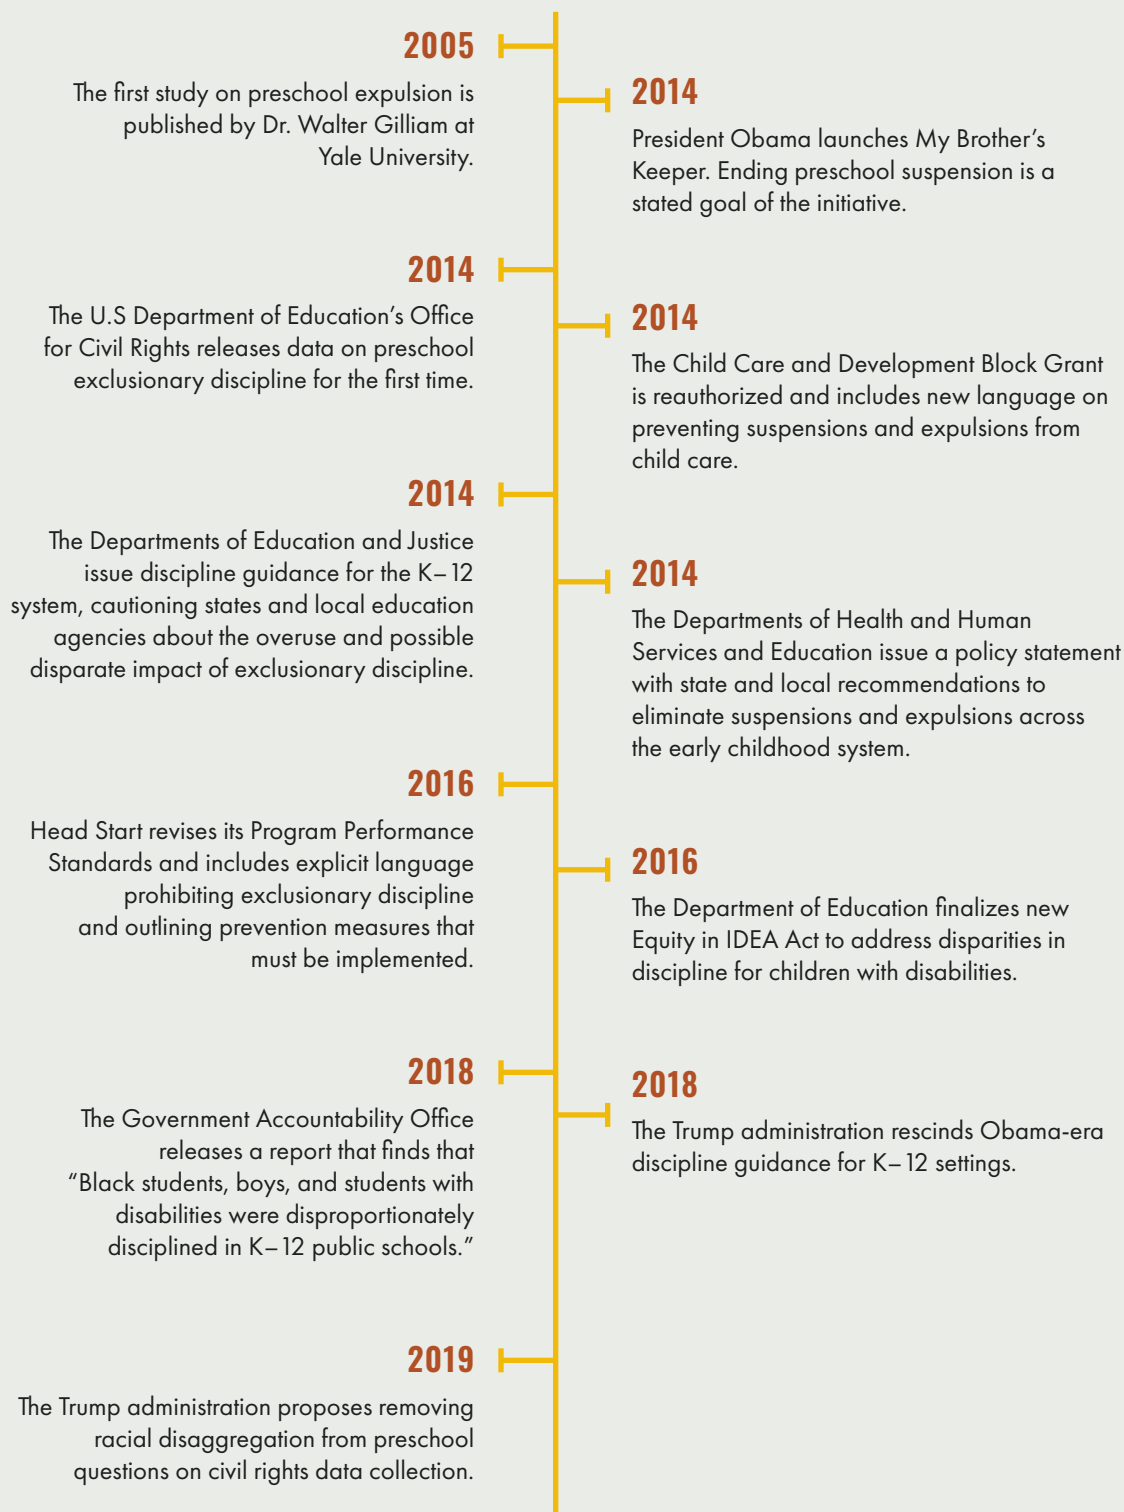 2005
The first study on preschool expulsion is
published by Dr. Walter Gilliam at
Yale University.
2014
President Obama launches My Brother’s
Keeper. Ending preschool suspension is a
stated goal of the initiative.
2014
The U.S Department of Education’s Office
for Civil Rights releases data on preschool
exclusionary discipline for the first time.
2014
The Child Care and Development Block Grant
is reauthorized and includes new language on
preventing suspensions and expulsions from
child care.
2014
The Departments of Education and Justice
issue discipline guidance for the K–12
system, cautioning states and local education
agencies about the overuse and possible
disparate impact of exclusionary discipline.
2014
The Departments of Health and Human
Services and Education issue a policy statement
with state and local recommendations to
eliminate suspensions and expulsions across
the early childhood system.
2016
Head Start revises its Program Performance
Standards and includes explicit language
prohibiting exclusionary discipline
and outlining prevention measures that
must be implemented.
2016
The Department of Education finalizes new
Equity in IDEA Act to address disparities in
discipline for children with disabilities.
2018
The Government Accountability Office
releases a report that finds that
“Black students, boys, and students with
disabilities were disproportionately
disciplined in K–12 public schools.”
2018
The Trump administration rescinds Obama-era
discipline guidance for K–12 settings.
2019
The Trump administration proposes removing
racial disaggregation from preschool
questions on civil rights data collection.